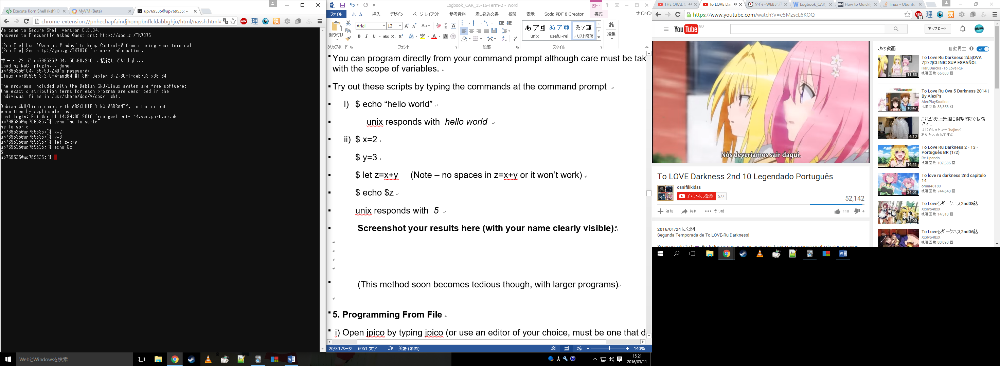 Execute Korn Shell (ksh) O
MyVM (Beta)
up769535@up769535: ~
chrome-extension://pnhechapfaindjhompbnflcldabbghjo/html/nassh.html#
Welcome to Secure Shell version 0.8.34.
Answers to Frequently Asked Questions: http://goo.gl/TK7876
[Pro Tip] Use 'Open as Window' to keep Control-W from closing your terminal!
[Pro Tip] See http://goo.gl/TK7876 for more information.
ポート 22 で up769535@104.155.90.240 に接続しています...
Loading NaCl plugin... done.
up769535@104.155.90.240's password:
Linux up769535 3.2.0-4-amd64 #1 SMP Debian 3.2.60-1+deb7u3 x86_64
The programs included with the Debian GNU/Linux system are free software;
the exact distribution terms for each program are described in the
individual files in /usr/share/doc/*/copyright.
Debian GNU/Linux comes with ABSOLUTELY NO WARRANTY, to the extent
permitted by applicable law.
Last login: Fri Mar 11 14:34:05 2016 from gpclient-144.vpn.port.ac.uk
up769535@up769535:~$ echo "hello world"
hello world
up769535@up769535:~$ x=2
up769535@up769535:~$ y=3
up769535@up769535:~$ let z=x+y
up769535@up769535:~$ echo $z
5
up769535@up769535:~$
Logbook_CAR_15-16-Term-2 - Word
ファイル ホーム 挿入 デザイン ページ レイアウト 参考資料 差し込み文書 校閲 表示 Soda PDF 8 Creator 書式 サインイン
貼り付け
Arial 12
あア亜 あア亜 あア亜
unix useful-rel リスト段落
編集
クリップボード フォント 段落 スタイル
You can program directly from your command prompt although care must be tak
with the scope of variables.
Try out these scripts by typing the commands at the command prompt
i) $ echo “hello world”
unix responds with hello world
ii) $ x=2
$ y=3
$ let z=x+y (Note – no spaces in z=x+y or it won’t work)
$ echo $z
unix responds with 5
Screenshot your results here (with your name clearly visible):
(This method soon becomes tedious though, with larger programs)
5. Programming From File
i) Open jpico by typing jpico (or use an editor of your choice, must be one that d
20/39 ページ 6951 文字 英語 (米国) 140%
WebとWindowsを検索
15:21
2016/03/11
THE ORAL C
To LOVE Da
タイマーWEBアプ
Logbook_CAR_
How to Quickl
linux - Ubuntu
https://www.youtube.com/watch?v=e5MzscL6KOQ
YouTube GB
アップロード
Nós deveríamos sair daqui.
To LOVE Darkness 2nd 10 Legendado Português
osnifilikidss
チャンネル登録 577
52,142
追加 共有 その他 110 4
2016/01/24 に公開
Segunda Temporada de To LOVE-Ru Darkness!
Sequência de To Love Ru, todos os personagens principais fazem uma aparição junto de alguns novos
次の動画 自動再生
To Love Ru Darkness 2da|OVA
7|2/2|CLINIC SUP ESPAÑOL
HaruDarcks •To Love Ru•
視聴回数 66,680 回
11:53
To Love Ru Ova 5 Darkness 2014 |
By AlexPs
AlexPlayStudios
視聴回数 33,358 回
18:47
これが史上最強に衝撃を防ぐ状態
です。
はじめしゃちょー(hajime)
あなたへのおすすめ
4:13
To Love Ru Darkness 2 - 13 -
Português BR (1/2)
Re-Upando
視聴回数 107,585 回
14:41
To love ru darkness 2nd capitulo
14
omar48180
視聴回数 744,643 回
24:01
To Loveるダークネス2nd08話
XxRyo48xX
視聴回数 14,510 回
24:00
To Loveるダークネス2nd06話
XxRyo48xX
視聴回数 80,090 回